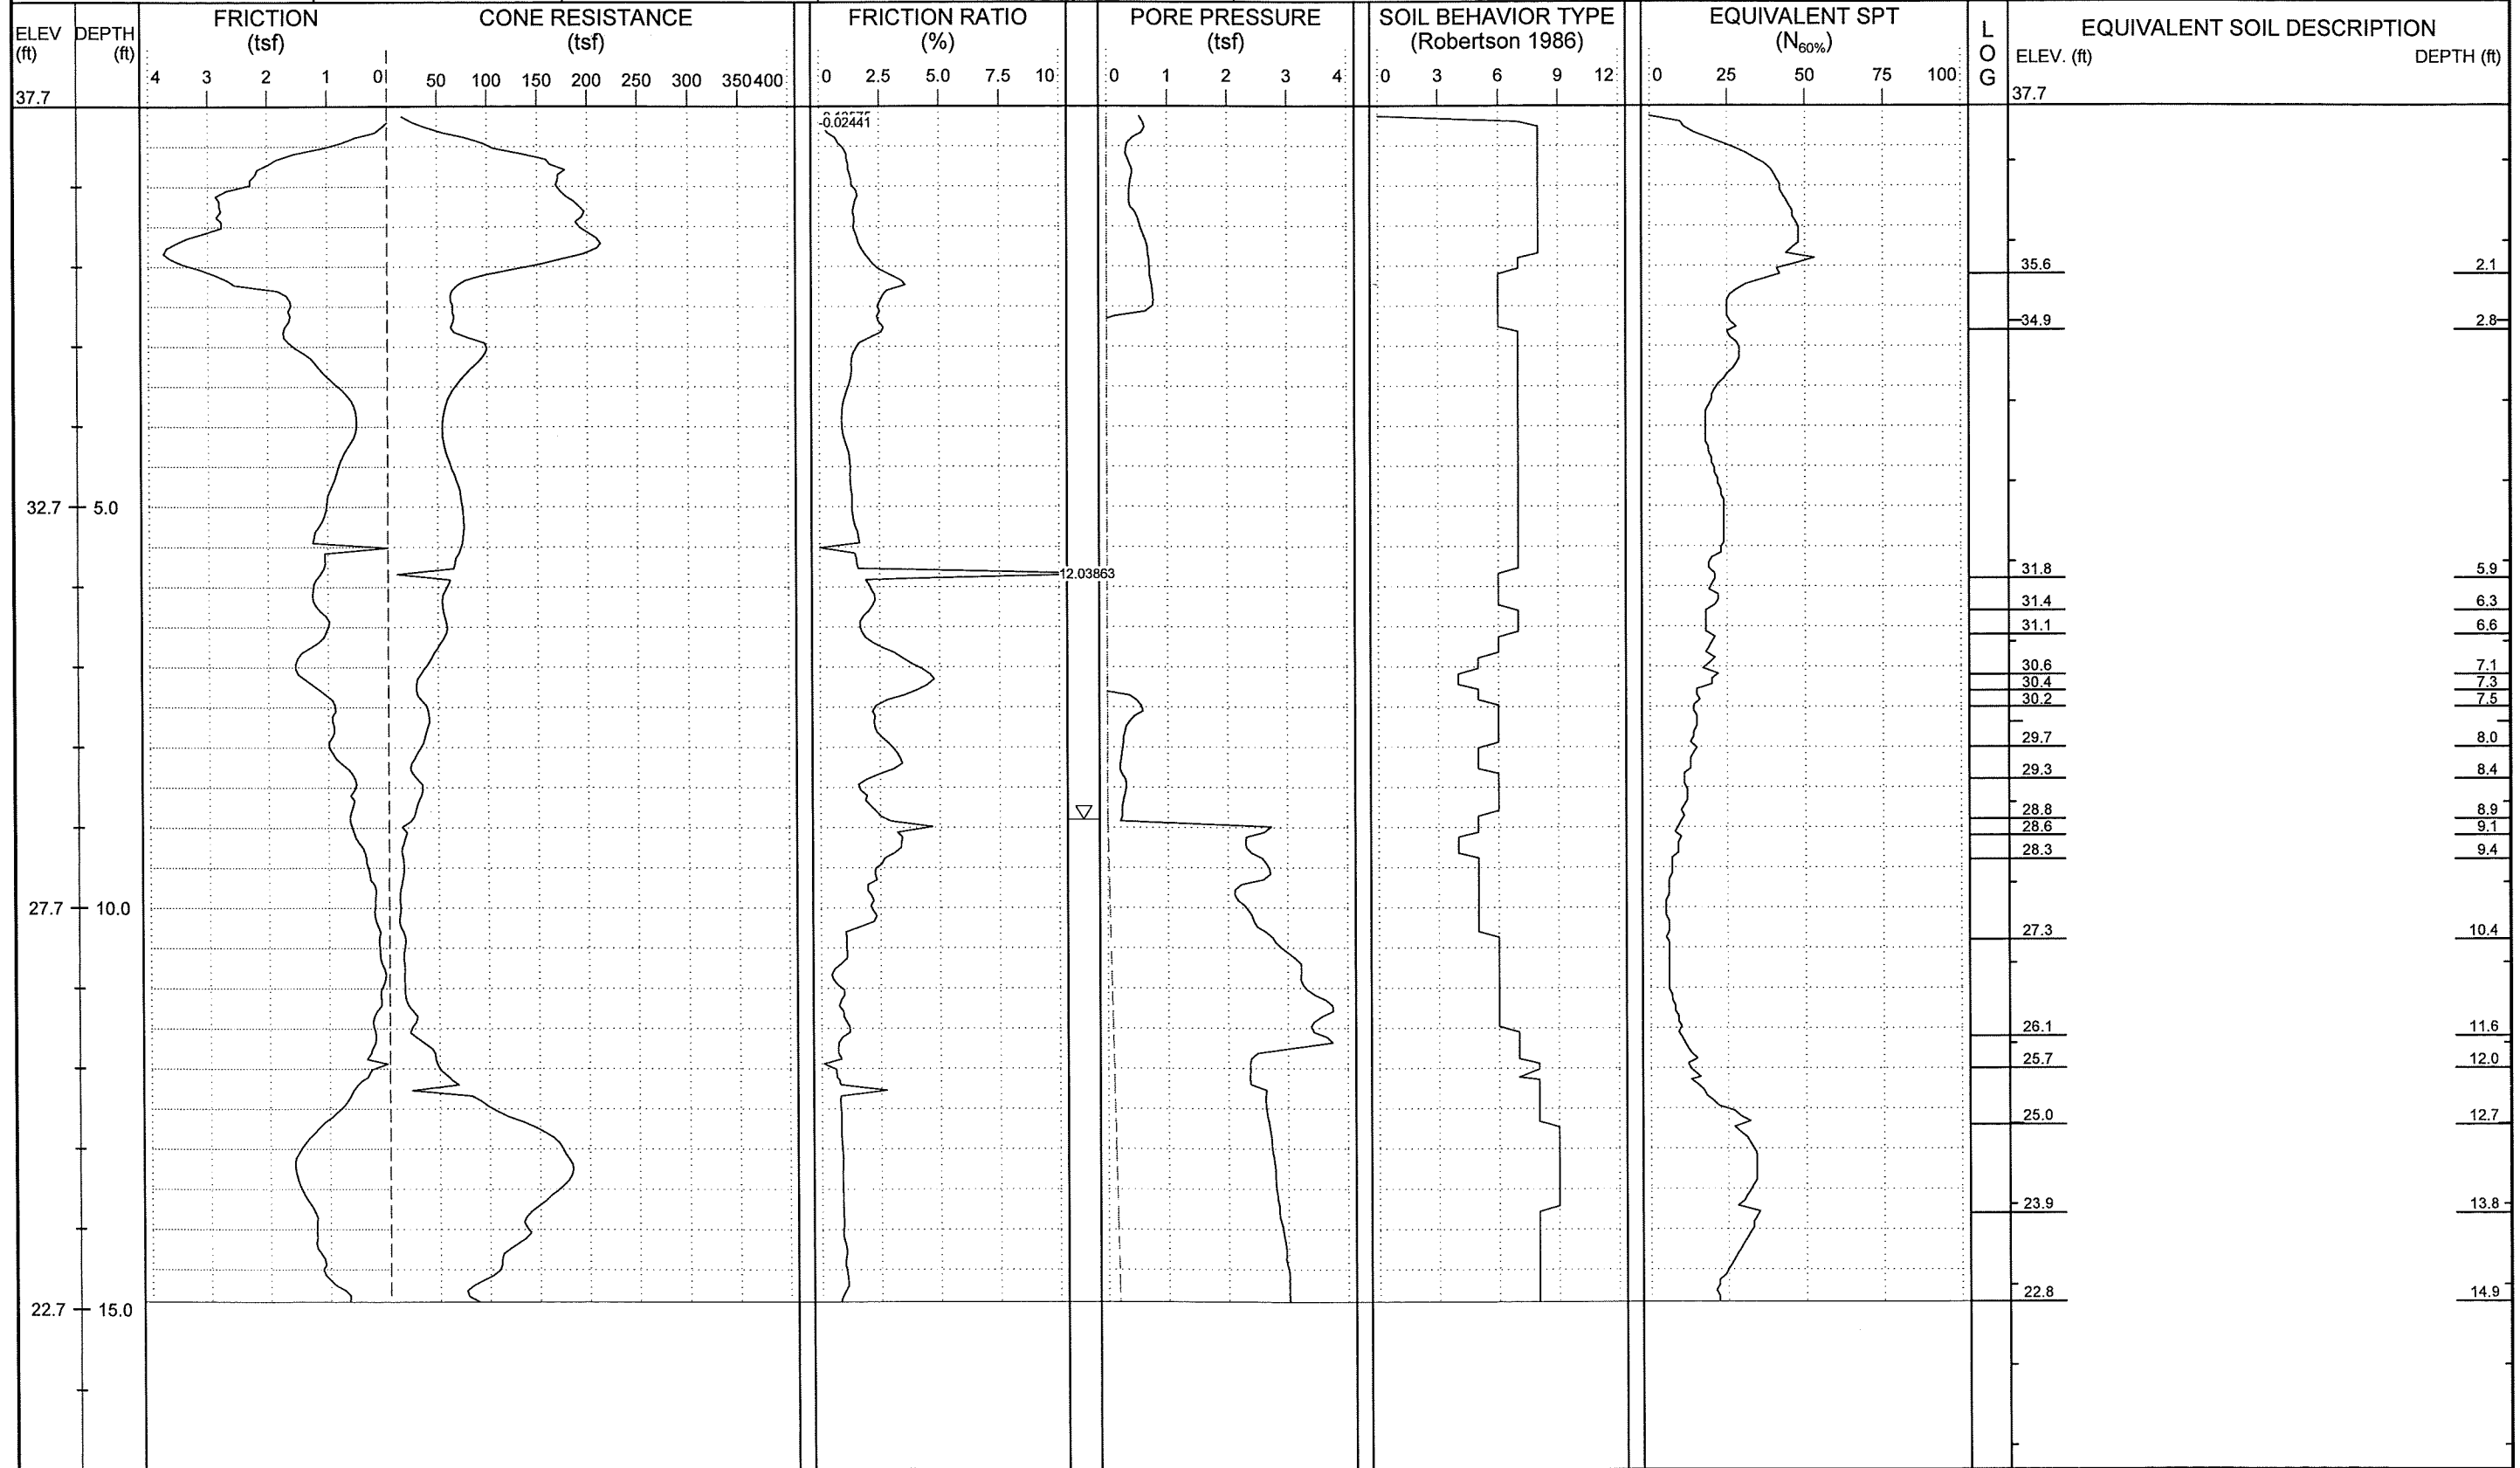 ELEV (ft)
DEPTH (ft)
FRICTION
(tsf)
CONE RESISTANCE
(tsf)
FRICTION RATIO
(%)
PORE PRESSURE
(tsf)
SOIL BEHAVIOR TYPE
(Robertson 1986)
EQUIVALENT SPT
(N60%)
LOG
EQUIVALENT SOIL DESCRIPTION
ELEV. (ft) DEPTH (ft)
4 3 2 1 0 50 100 150 200 250 300 350 400
0 2.5 5.0 7.5 10
0 1 2 3 4
0 3 6 9 12
0 25 50 75 100
37.7 37.7
-0.02441
35.6 2.1
34.9 2.8
32.7 5.0
12.03863
31.8 5.9
31.4 6.3
31.1 6.6
30.6 7.1
30.4 7.3
30.2 7.5
29.7 8.0
29.3 8.4
28.8 8.9
28.6 9.1
28.3 9.4
27.7 10.0
27.3 10.4
26.1 11.6
25.7 12.0
25.0 12.7
23.9 13.8
22.8 14.9
22.7 15.0